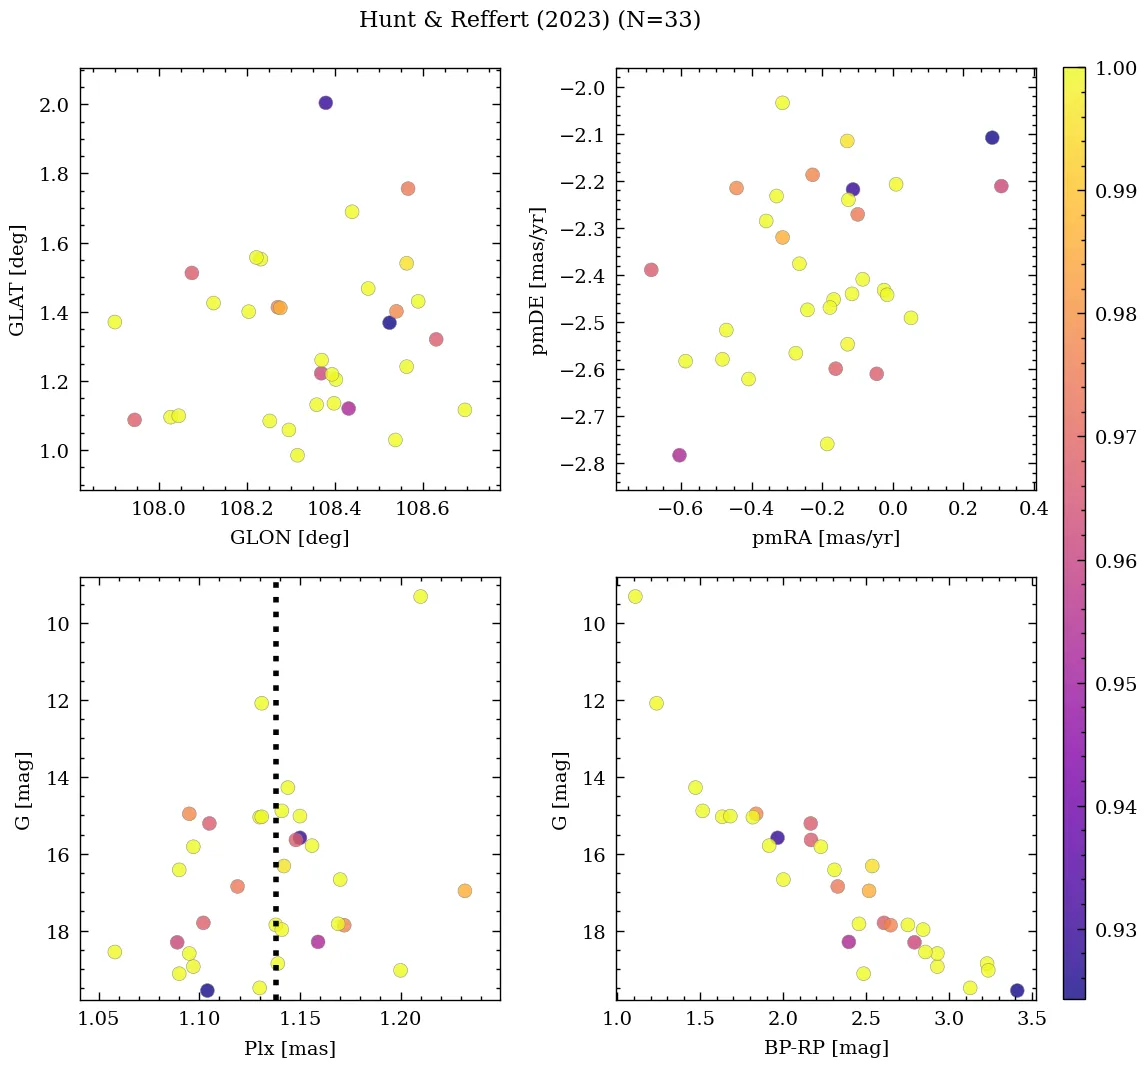 Hunt & Reffert (2023) (N=33)
2.0
1.8
1.6
1.4
1.2
1.0
GLAT [deg]
108.0 108.2 108.4 108.6
GLON [deg]
−2.0
−2.1
−2.2
−2.3
−2.4
−2.5
−2.6
−2.7
−2.8
pmDE [mas/yr]
−0.6 −0.4 −0.2 0.0 0.2 0.4
pmRA [mas/yr]
1.00
0.99
0.98
0.97
0.96
0.95
0.94
0.93
10
12
14
16
18
G [mag]
1.05 1.10 1.15 1.20
Plx [mas]
10
12
14
16
18
G [mag]
1.0 1.5 2.0 2.5 3.0 3.5
BP-RP [mag]